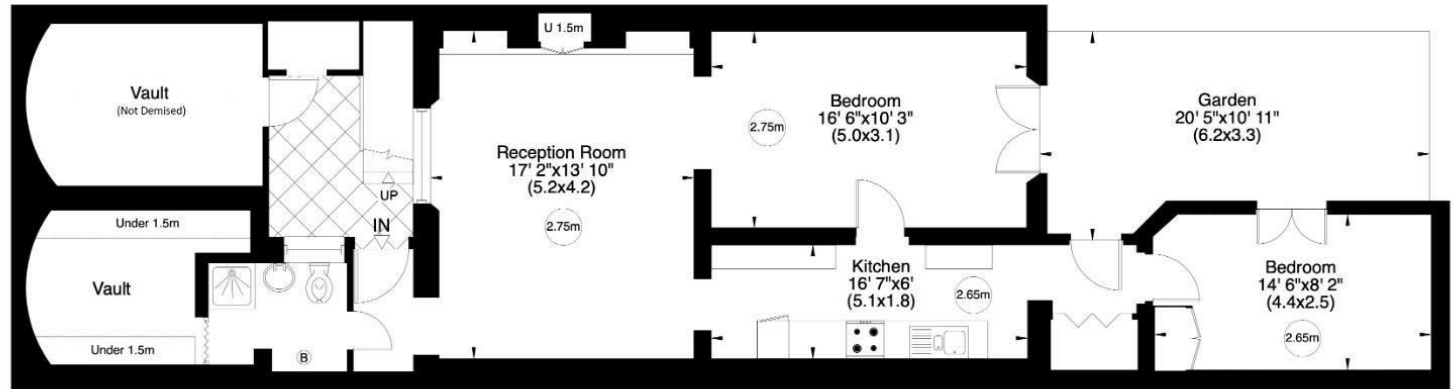 Vault
(Not Demised)
Under 1.5m
Vault
Under 1.5m
B
UP
IN
U 1.5m
Reception Room
17' 2"x13' 10"
(5.2x4.2)
2.75m
Bedroom
16' 6"x10' 3"
(5.0x3.1)
2.75m
Kitchen
16' 7"x6'
(5.1x1.8)
2.65m
Garden
20' 5"x10' 11"
(6.2x3.3)
Bedroom
14' 6"x8' 2"
(4.4x2.5)
2.65m